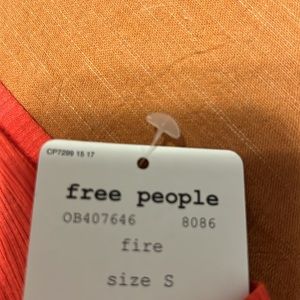 CP7299 15 17
free people
OB407646 8086
fire
size S